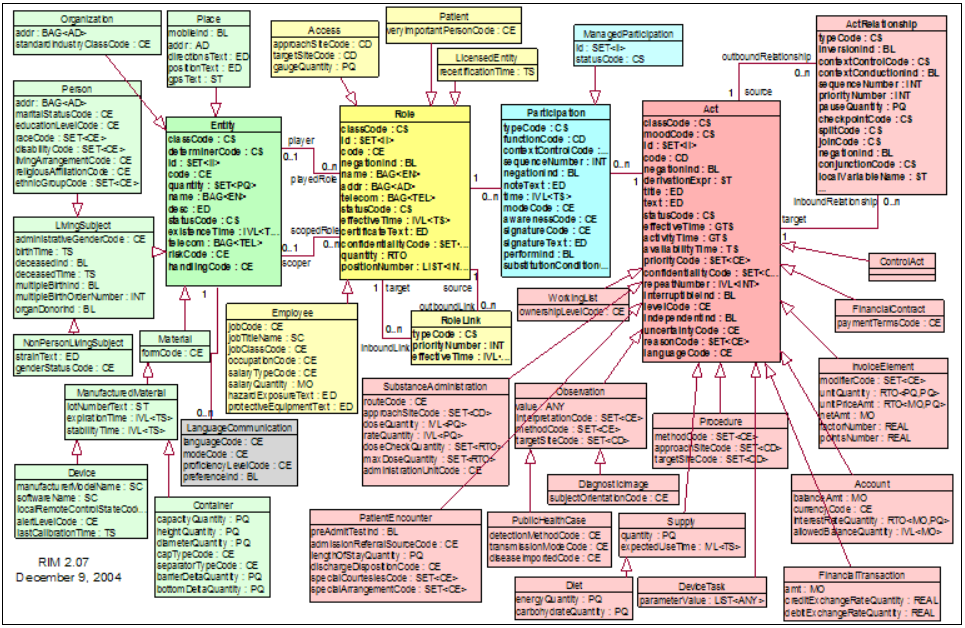 Organization
addr : BAG<AD>
standardIndustryClassCode : CE
Place
mobileInd : BL
addr : AD
directionsText : ED
positionText : ED
gpsText : ST
Access
approachSiteCode : CD
targetSiteCode : CD
gaugeQuantity : PQ
Patient
veryImportantPersonCode : CE
LicensedEntity
recertificationTime : TS
ManagedParticipation
id : SET<II>
statusCode : CS
ActRelationship
typeCode : CS
inversionInd : BL
contextControlCode : CS
contextConductionInd : BL
sequenceNumber : INT
priorityNumber : INT
pauseQuantity : PQ
checkpointCode : CS
splitCode : CS
joinCode : CS
negationInd : BL
conjunctionCode : CS
localVariableName : ST
...
outboundRelationship
0..n
1
source
inboundRelationship
0..n
target
1
Person
addr : BAG<AD>
maritalStatusCode : CE
educationLevelCode : CE
raceCode : SET<CE>
disabilityCode : SET<CE>
livingArrangementCode : CE
religiousAffiliationCode : CE
ethnicGroupCode : SET<CE>
Entity
classCode : CS
determinerCode : CS
id : SET<II>
code : CE
quantity : SET<PQ>
name : BAG<EN>
desc : ED
statusCode : CS
existenceTime : IVL<T...
telecom : BAG<TEL>
riskCode : CE
handlingCode : CE
player
0..1
0..n
playedRole
scopedRole
0..n
0..1
scoper
Role
classCode : CS
id : SET<II>
code : CE
negationInd : BL
name : BAG<EN>
addr : BAG<AD>
telecom : BAG<TEL>
statusCode : CS
effectiveTime : IVL<TS>
certificateText : ED
confidentialityCode : SET...
quantity : RTO
positionNumber : LIST<IN...
1
0..n
Participation
typeCode : CS
functionCode : CD
contextControlCode...
sequenceNumber : INT
negationInd : BL
noteText : ED
time : IVL<TS>
modeCode : CE
awarenessCode : CE
signatureCode : CE
signatureText : ED
performInd : BL
substitutionCondition...
0..n
1
Act
classCode : CS
moodCode : CS
id : SET<II>
code : CD
negationInd : BL
derivationExpr : ST
title : ED
text : ED
statusCode : CS
effectiveTime : GTS
activityTime : GTS
availabilityTime : TS
priorityCode : SET<CE>
confidentialityCode : SET<C...
repeatNumber : IVL<INT>
interruptibleInd : BL
levelCode : CE
independentInd : BL
uncertaintyCode : CE
reasonCode : SET<CE>
languageCode : CE
LivingSubject
administrativeGenderCode : CE
birthTime : TS
deceasedInd : BL
deceasedTime : TS
multipleBirthInd : BL
multipleBirthOrderNumber : INT
organDonorInd : BL
NonPersonLivingSubject
strainText : ED
genderStatusCode : CE
Material
formCode : CE
1
0..n
Employee
jobCode : CE
jobTitleName : SC
jobClassCode : CE
occupationCode : CE
salaryTypeCode : CE
salaryQuantity : MO
hazardExposureText : ED
protectiveEquipmentText : ED
1
target
0..n
inboundLink
1
source
0..n
outboundLink
RoleLink
typeCode : CS
priorityNumber : INT
effectiveTime : IVL...
WorkingList
ownershipLevelCode : CE
ControlAct
FinancialContract
paymentTermsCode : CE
ManufacturedMaterial
lotNumberText : ST
expirationTime : IVL<TS>
stabilityTime : IVL<TS>
LanguageCommunication
languageCode : CE
modeCode : CE
proficiencyLevelCode : CE
preferenceInd : BL
SubstanceAdministration
routeCode : CE
approachSiteCode : SET<CD>
doseQuantity : IVL<PQ>
rateQuantity : IVL<PQ>
doseCheckQuantity : SET<RTO>
maxDoseQuantity : SET<RTO>
administrationUnitCode : CE
Observation
value : ANY
interpretationCode : SET<CE>
methodCode : SET<CE>
targetSiteCode : SET<CD>
Procedure
methodCode : SET<CE>
approachSiteCode : SET<CD>
targetSiteCode : SET<CD>
InvoiceElement
modifierCode : SET<CE>
unitQuantity : RTO<PQ,PQ>
unitPriceAmt : RTO<MO,PQ>
netAmt : MO
factorNumber : REAL
pointsNumber : REAL
Device
manufacturerModelName : SC
softwareName : SC
localRemoteControlStateCod...
alertLevelCode : CE
lastCalibrationTime : TS
Container
capacityQuantity : PQ
heightQuantity : PQ
diameterQuantity : PQ
capTypeCode : CE
separatorTypeCode : CE
barrierDeltaQuantity : PQ
bottomDeltaQuantity : PQ
PatientEncounter
preAdmitTestInd : BL
admissionReferralSourceCode : CE
lengthOfStayQuantity : PQ
dischargeDispositionCode : CE
specialCourtesiesCode : SET<CE>
specialArrangementCode : SET<CE>
DiagnosticImage
subjectOrientationCode : CE
PublicHealthCase
detectionMethodCode : CE
transmissionModeCode : CE
diseaseImportedCode : CE
Supply
quantity : PQ
expectedUseTime : IVL<TS>
Account
balanceAmt : MO
currencyCode : CE
interestRateQuantity : RTO<MO,PQ>
allowedBalanceQuantity : IVL<MO>
Diet
energyQuantity : PQ
carbohydrateQuantity : PQ
DeviceTask
parameterValue : LIST<ANY>
FinancialTransaction
amt : MO
creditExchangeRateQuantity : REAL
debitExchangeRateQuantity : REAL
RIM 2.07
December 9, 2004